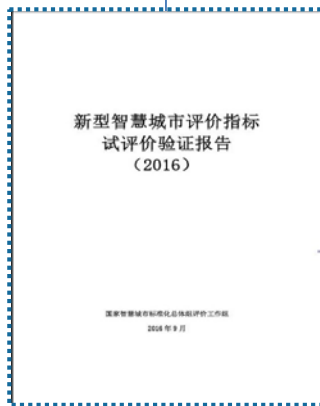 新型智慧城市评价指标
试评价验证报告
（2016）
国家智慧城市标准化总体组评价工作组
2016 年 9 月